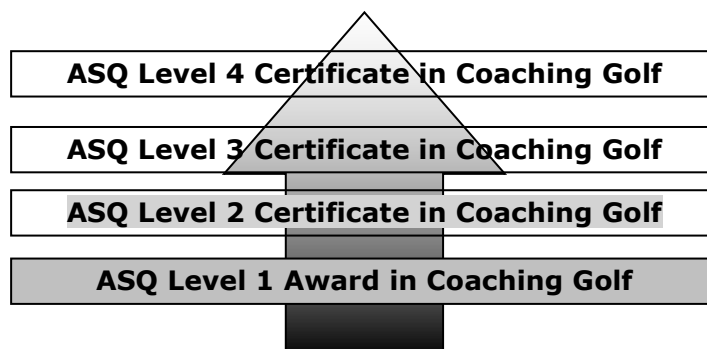 ASQ Level 4 Certificate in Coaching Golf
ASQ Level 3 Certificate in Coaching Golf
ASQ Level 2 Certificate in Coaching Golf
ASQ Level 1 Award in Coaching Golf